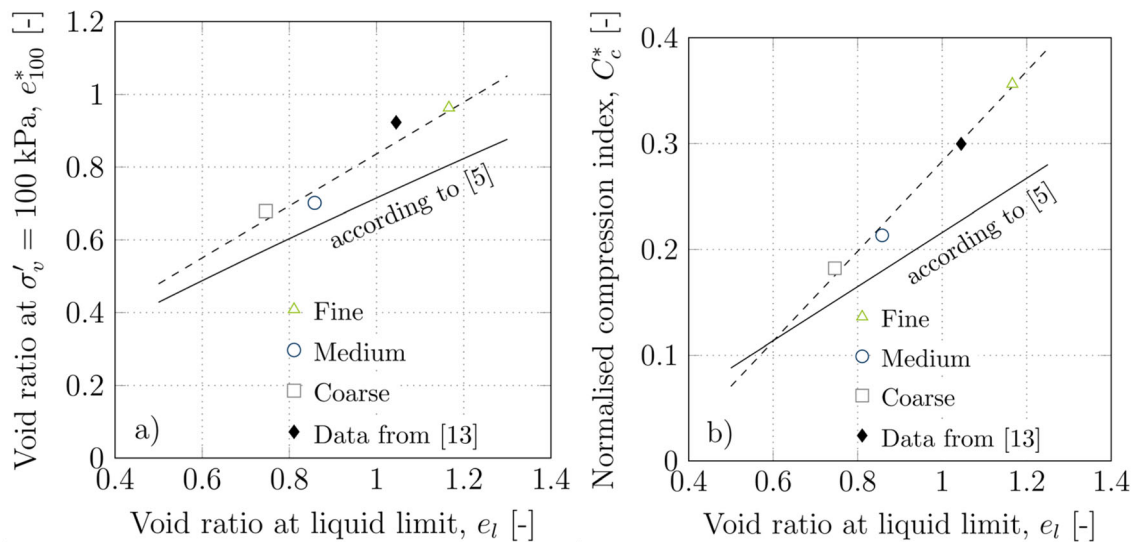 Void ratio at σ′v = 100 kPa, e*100 [-]
1.2
1
0.8
0.6
0.4
0.2
0
0.4 0.6 0.8 1 1.2 1.4
Void ratio at liquid limit, el [-]
according to [5]
Fine
Medium
Coarse
Data from [13]
a)
Normalised compression index, C*c [-]
0.4
0.3
0.2
0.1
0
0.4 0.6 0.8 1 1.2 1.4
Void ratio at liquid limit, el [-]
according to [5]
Fine
Medium
Coarse
Data from [13]
b)